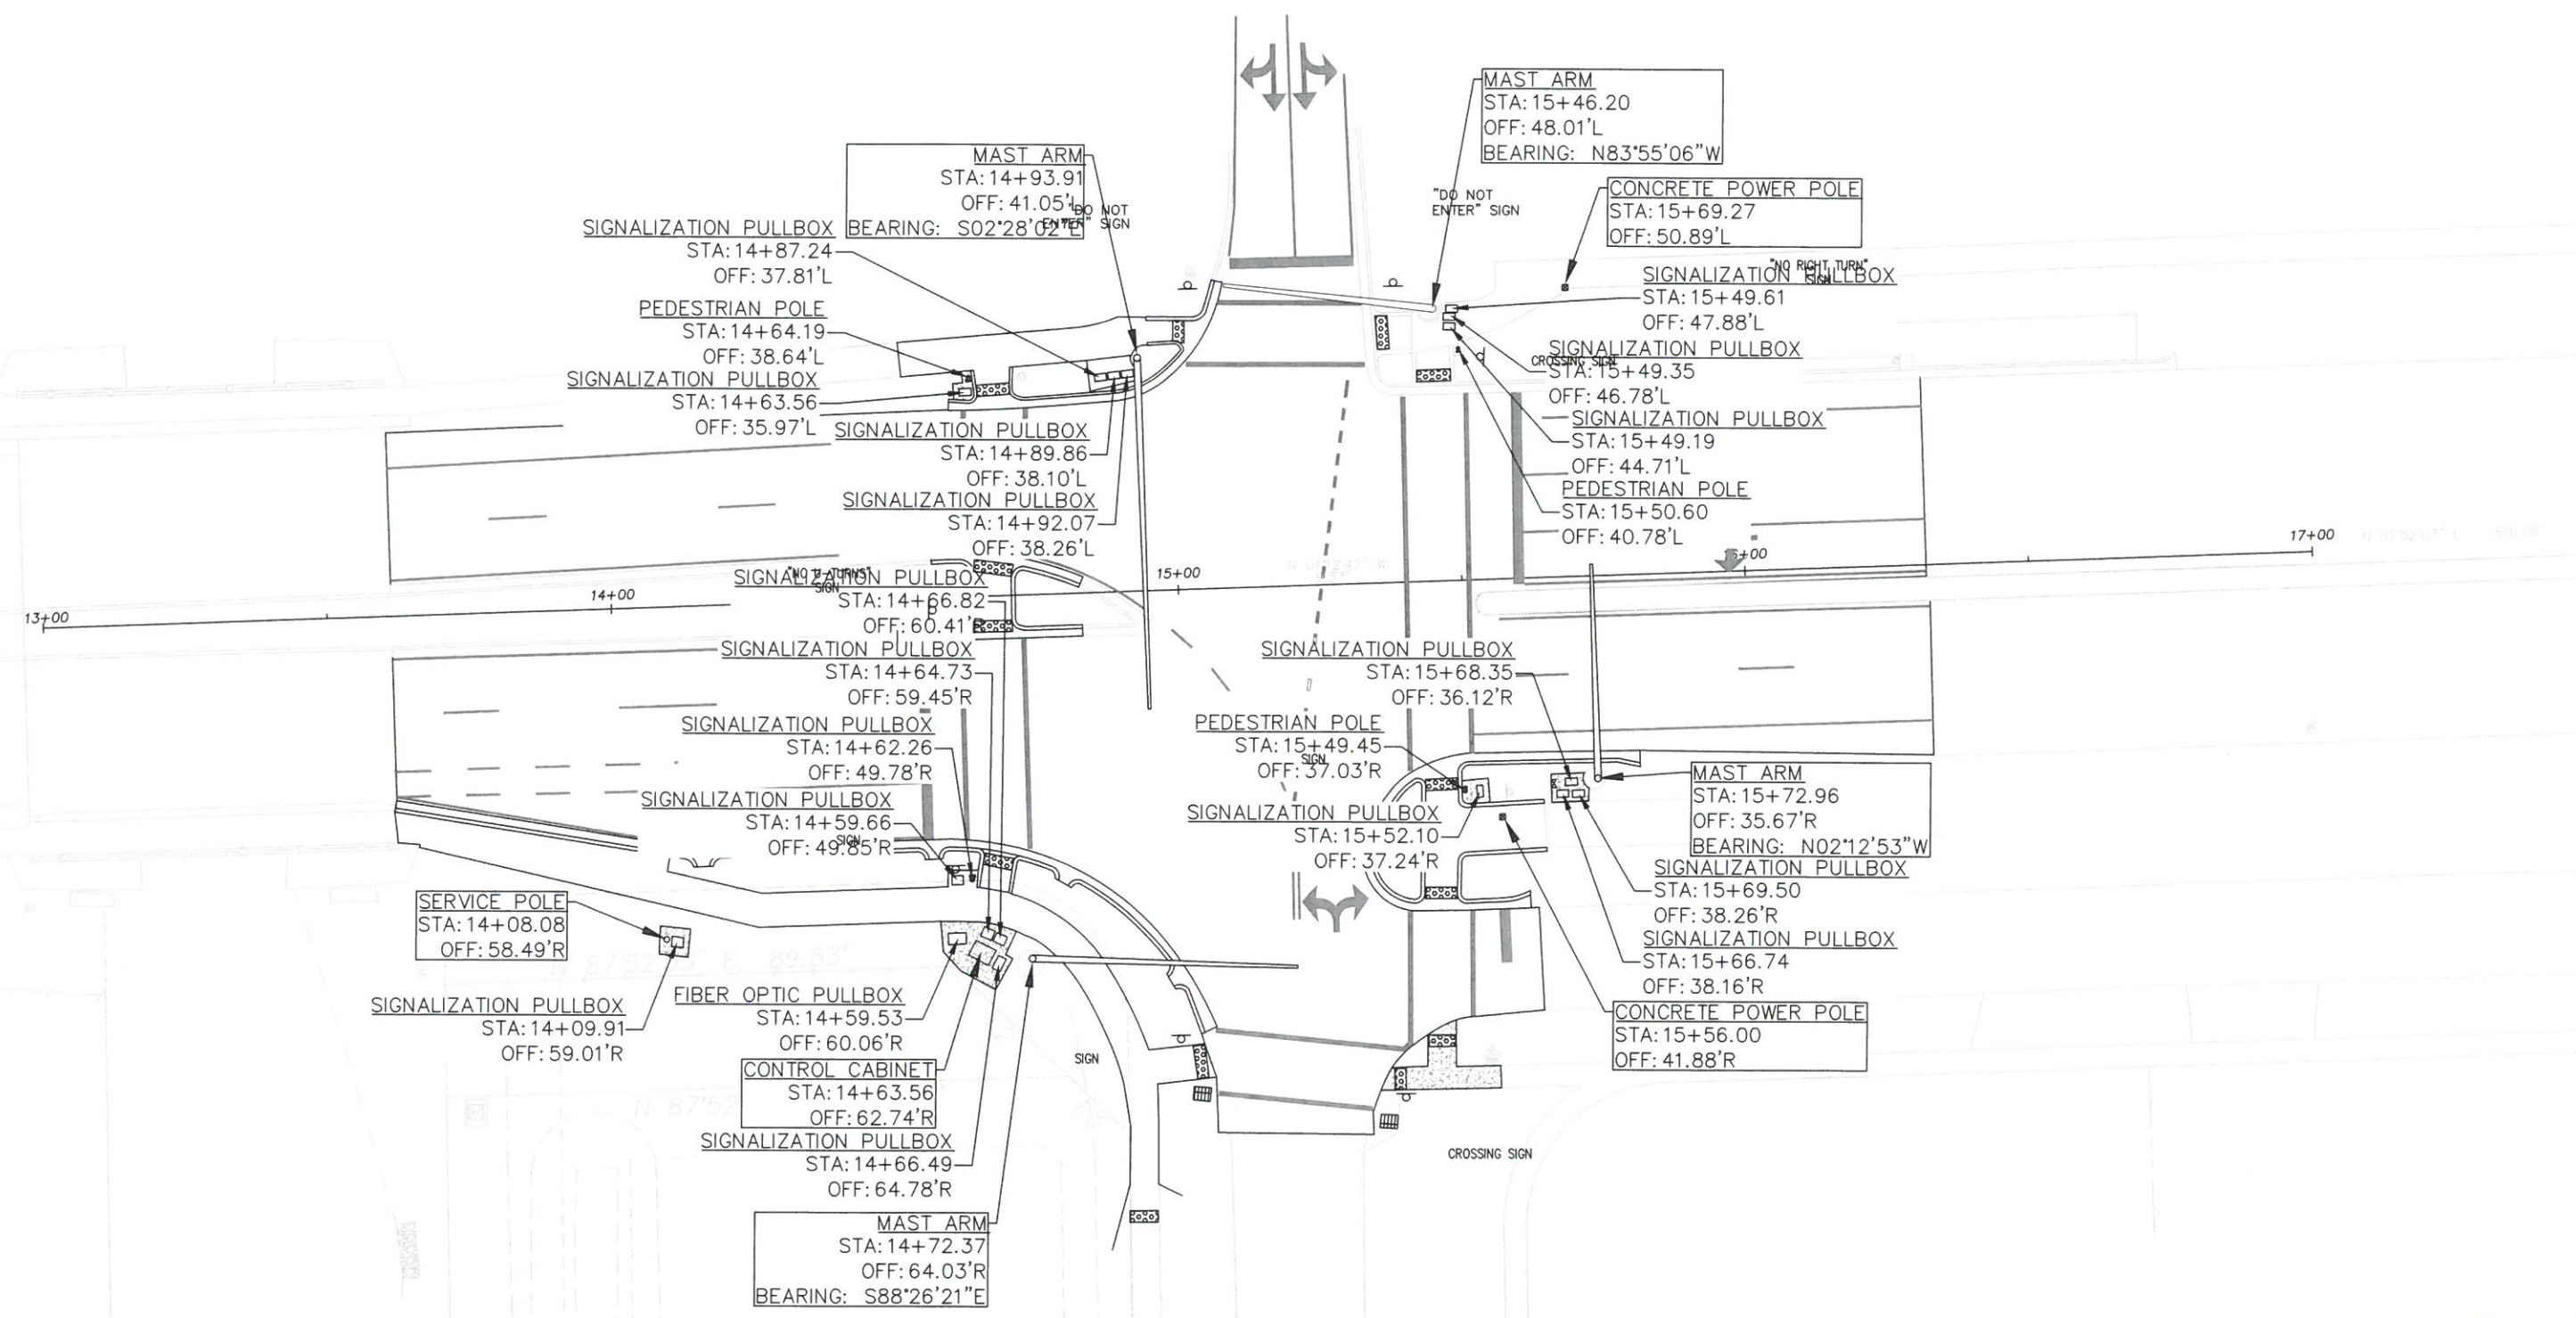 MAST ARM
STA: 15+46.20
OFF: 48.01'L
BEARING: N83°55'06"W
MAST ARM
STA: 14+93.91
OFF: 41.05'L
BEARING: S02°28'02"E
"DO NOT
ENTER" SIGN
"DO NOT
ENTER" SIGN
CONCRETE POWER POLE
STA: 15+69.27
OFF: 50.89'L
SIGNALIZATION PULLBOX
STA: 14+87.24
OFF: 37.81'L
"NO RIGHT TURN"
SIGN
SIGNALIZATION PULLBOX
STA: 15+49.61
OFF: 47.88'L
PEDESTRIAN POLE
STA: 14+64.19
OFF: 38.64'L
SIGNALIZATION PULLBOX
STA: 15+49.35
OFF: 46.78'L
CROSSING SIGN
SIGNALIZATION PULLBOX
STA: 14+63.56
OFF: 35.97'L
SIGNALIZATION PULLBOX
STA: 15+49.19
OFF: 44.71'L
SIGNALIZATION PULLBOX
STA: 14+89.86
OFF: 38.10'L
PEDESTRIAN POLE
STA: 15+50.60
OFF: 40.78'L
SIGNALIZATION PULLBOX
STA: 14+92.07
OFF: 38.26'L
13+00
14+00
15+00
16+00
17+00
N 87°52'07" E
SIGNALIZATION PULLBOX
STA: 14+66.82
OFF: 60.41'R
"NO U-TURNS"
SIGN
SIGNALIZATION PULLBOX
STA: 14+64.73
OFF: 59.45'R
SIGNALIZATION PULLBOX
STA: 15+68.35
OFF: 36.12'R
SIGNALIZATION PULLBOX
STA: 14+62.26
OFF: 49.78'R
PEDESTRIAN POLE
STA: 15+49.45
OFF: 37.03'R
SIGN
SIGNALIZATION PULLBOX
STA: 14+59.66
OFF: 49.85'R
SIGN
SIGNALIZATION PULLBOX
STA: 15+52.10
OFF: 37.24'R
MAST ARM
STA: 15+72.96
OFF: 35.67'R
BEARING: N02°12'53"W
SIGNALIZATION PULLBOX
STA: 15+69.50
OFF: 38.26'R
SERVICE POLE
STA: 14+08.08
OFF: 58.49'R
SIGNALIZATION PULLBOX
STA: 15+66.74
OFF: 38.16'R
89.53'
SIGNALIZATION PULLBOX
STA: 14+09.91
OFF: 59.01'R
FIBER OPTIC PULLBOX
STA: 14+59.53
OFF: 60.06'R
CONCRETE POWER POLE
STA: 15+56.00
OFF: 41.88'R
SIGN
CONTROL CABINET
STA: 14+63.56
OFF: 62.74'R
N 87°52
SIGNALIZATION PULLBOX
STA: 14+66.49
OFF: 64.78'R
CROSSING SIGN
MAST ARM
STA: 14+72.37
OFF: 64.03'R
BEARING: S88°26'21"E